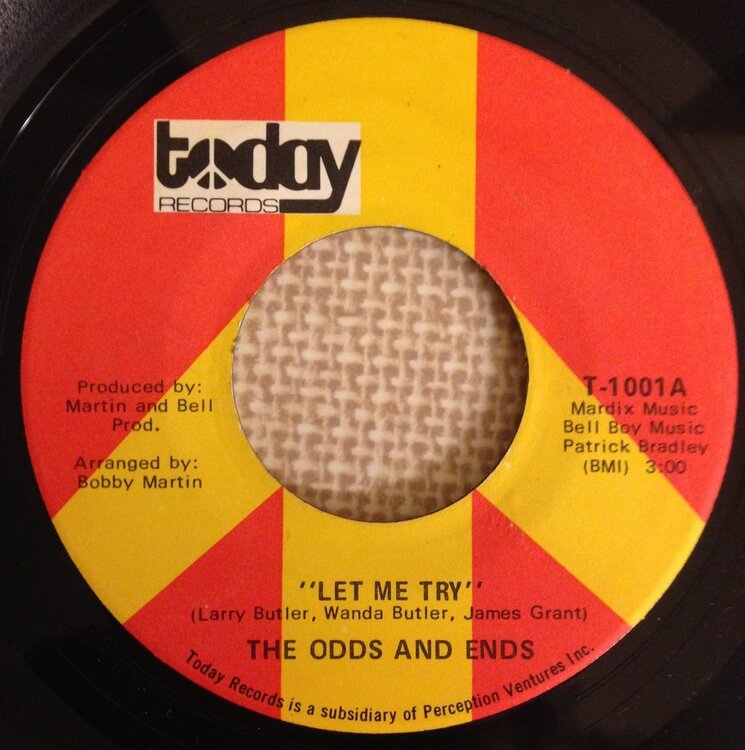 today
RECORDS
Produced by:
Martin and Bell
Prod.
Arranged by:
Bobby Martin
T-1001A
Mardix Music
Bell Boy Music
Patrick Bradley
(BMI) 3:00
"LET ME TRY"
(Larry Butler, Wanda Butler, James Grant)
THE ODDS AND ENDS
Today Records is a subsidiary of Perception Ventures Inc.